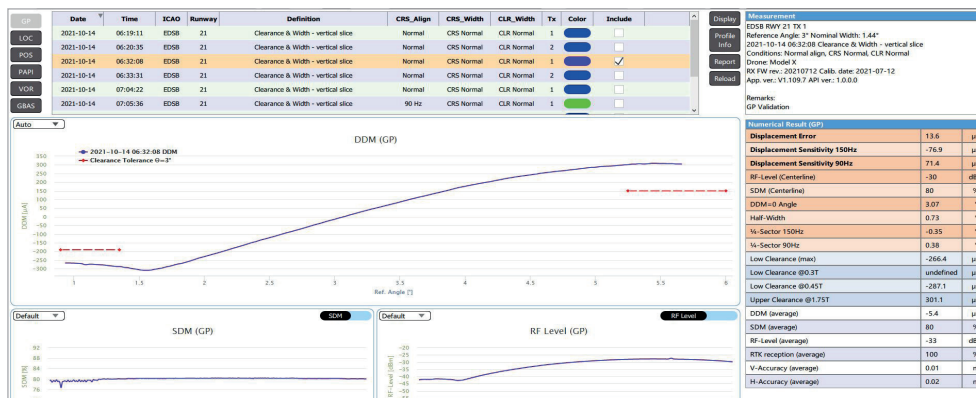 GP
LOC
POS
PAPI
VOR
GBAS
Date Time ICAO Runway Definition CRS_Align CRS_Width CLR_Width Tx Color Include
2021-10-14 06:19:11 EDSB 21 Clearance & Width - vertical slice Normal CRS Normal CLR Normal 1
2021-10-14 06:20:35 EDSB 21 Clearance & Width - vertical slice Normal CRS Normal CLR Normal 2
2021-10-14 06:32:08 EDSB 21 Clearance & Width - vertical slice Normal CRS Normal CLR Normal 1
2021-10-14 06:33:31 EDSB 21 Clearance & Width - vertical slice Normal CRS Normal CLR Normal 2
2021-10-14 07:04:22 EDSB 21 Clearance & Width - vertical slice Normal CRS Normal CLR Normal 1
2021-10-14 07:05:36 EDSB 21 Clearance & Width - vertical slice 90 Hz CRS Normal CLR Normal 1
Display
Profile
Info
Report
Reload
Measurement
EDSB RWY 21 TX 1
Reference Angle: 3° Nominal Width: 1.44°
2021-10-14 06:32:08 Clearance & Width - vertical slice
Conditions: Normal align, CRS Normal, CLR Normal
Drone: Model X
RX FW rev.: 20210712 Calib. date: 2021-07-12
App. ver.: V1.109.7 API ver.: 1.0.0.0
Remarks:
GP Validation
Auto
DDM (GP)
2021-10-14 06:32:08 DDM
Clearance Tolerance Θ=3°
DDM [µA]
350
300
250
200
150
100
50
0
-50
-100
-150
-200
-250
-300
1 1.5 2 2.5 3 3.5 4 4.5 5 5.5 6
Ref. Angle [°]
Numerical Result (GP)
Displacement Error 13.6 µ
Displacement Sensitivity 150Hz -76.9 µ
Displacement Sensitivity 90Hz 71.4 µ
RF-Level (Centerline) -30 dB
SDM (Centerline) 80 %
DDM=0 Angle 3.07 °
Half-Width 0.73 °
¼-Sector 150Hz -0.35 °
¼-Sector 90Hz 0.38 °
Low Clearance (max) -266.4 µ
Low Clearance @0.3T undefined µ
Low Clearance @0.45T -287.1 µ
Upper Clearance @1.75T 301.1 µ
DDM (average) -5.4 µ
SDM (average) 80 %
RF-Level (average) -33 dB
RTK reception (average) 100 %
V-Accuracy (average) 0.01 m
H-Accuracy (average) 0.02 m
Default
SDM
SDM (GP)
SDM [%]
92
88
84
80
76
Default
RF Level
RF Level (GP)
RF-Level [dBm]
-20
-25
-30
-35
-40
-45
-50